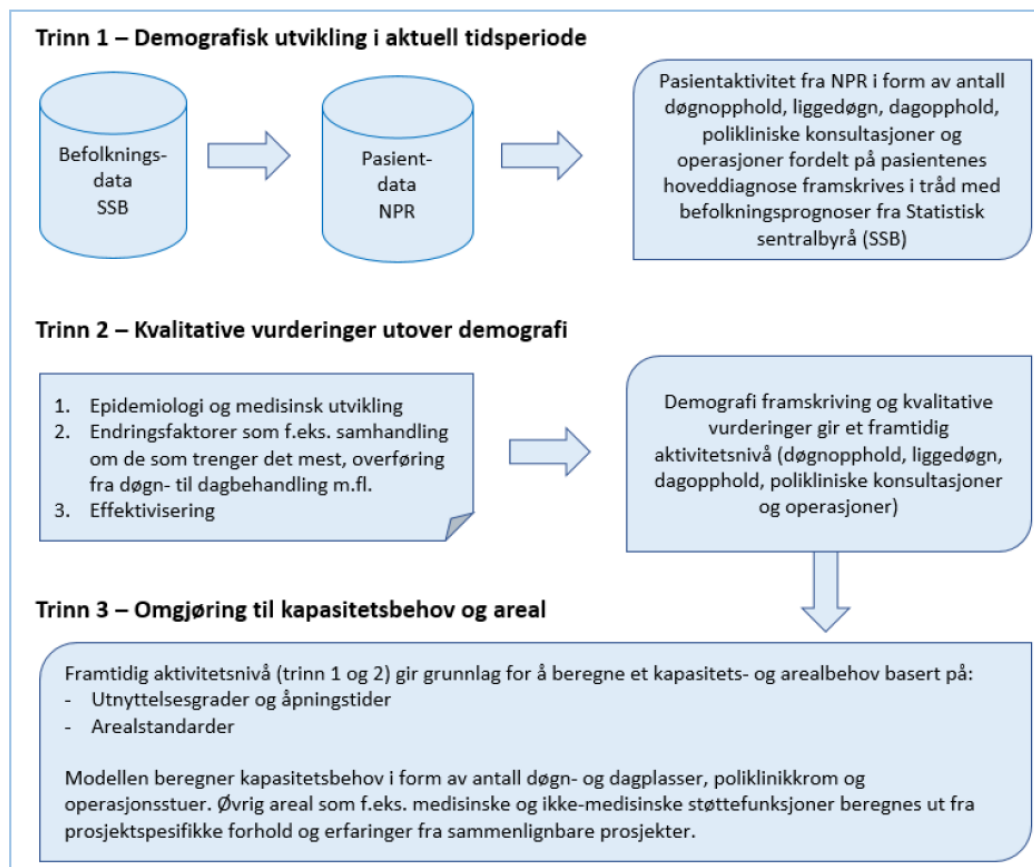 Trinn 1 – Demografisk utvikling i aktuell tidsperiode
Befolknings-
data
SSB
Pasient-
data
NPR
Pasientaktivitet fra NPR i form av antall
døgnopphold, liggedøgn, dagopphold,
polikliniske konsultasjoner og
operasjoner fordelt på pasientenes
hoveddiagnose framskrives i tråd med
befolkningsprognoser fra Statistisk
sentralbyrå (SSB)
Trinn 2 – Kvalitative vurderinger utover demografi
1. Epidemiologi og medisinsk utvikling
2. Endringsfaktorer som f.eks. samhandling
om de som trenger det mest, overføring
fra døgn- til dagbehandling m.fl.
3. Effektivisering
Demografi framskriving og kvalitative
vurderinger gir et framtidig
aktivitetsnivå (døgnopphold, liggedøgn,
dagopphold, polikliniske konsultasjoner
og operasjoner)
Trinn 3 – Omgjøring til kapasitetsbehov og areal
Framtidig aktivitetsnivå (trinn 1 og 2) gir grunnlag for å beregne et kapasitets- og arealbehov basert på:
- Utnyttelsesgrader og åpningstider
- Arealstandarder
Modellen beregner kapasitetsbehov i form av antall døgn- og dagplasser, poliklinikkrom og
operasjonsstuer. Øvrig areal som f.eks. medisinske og ikke-medisinske støttefunksjoner beregnes ut fra
prosjektspesifikke forhold og erfaringer fra sammenlignbare prosjekter.